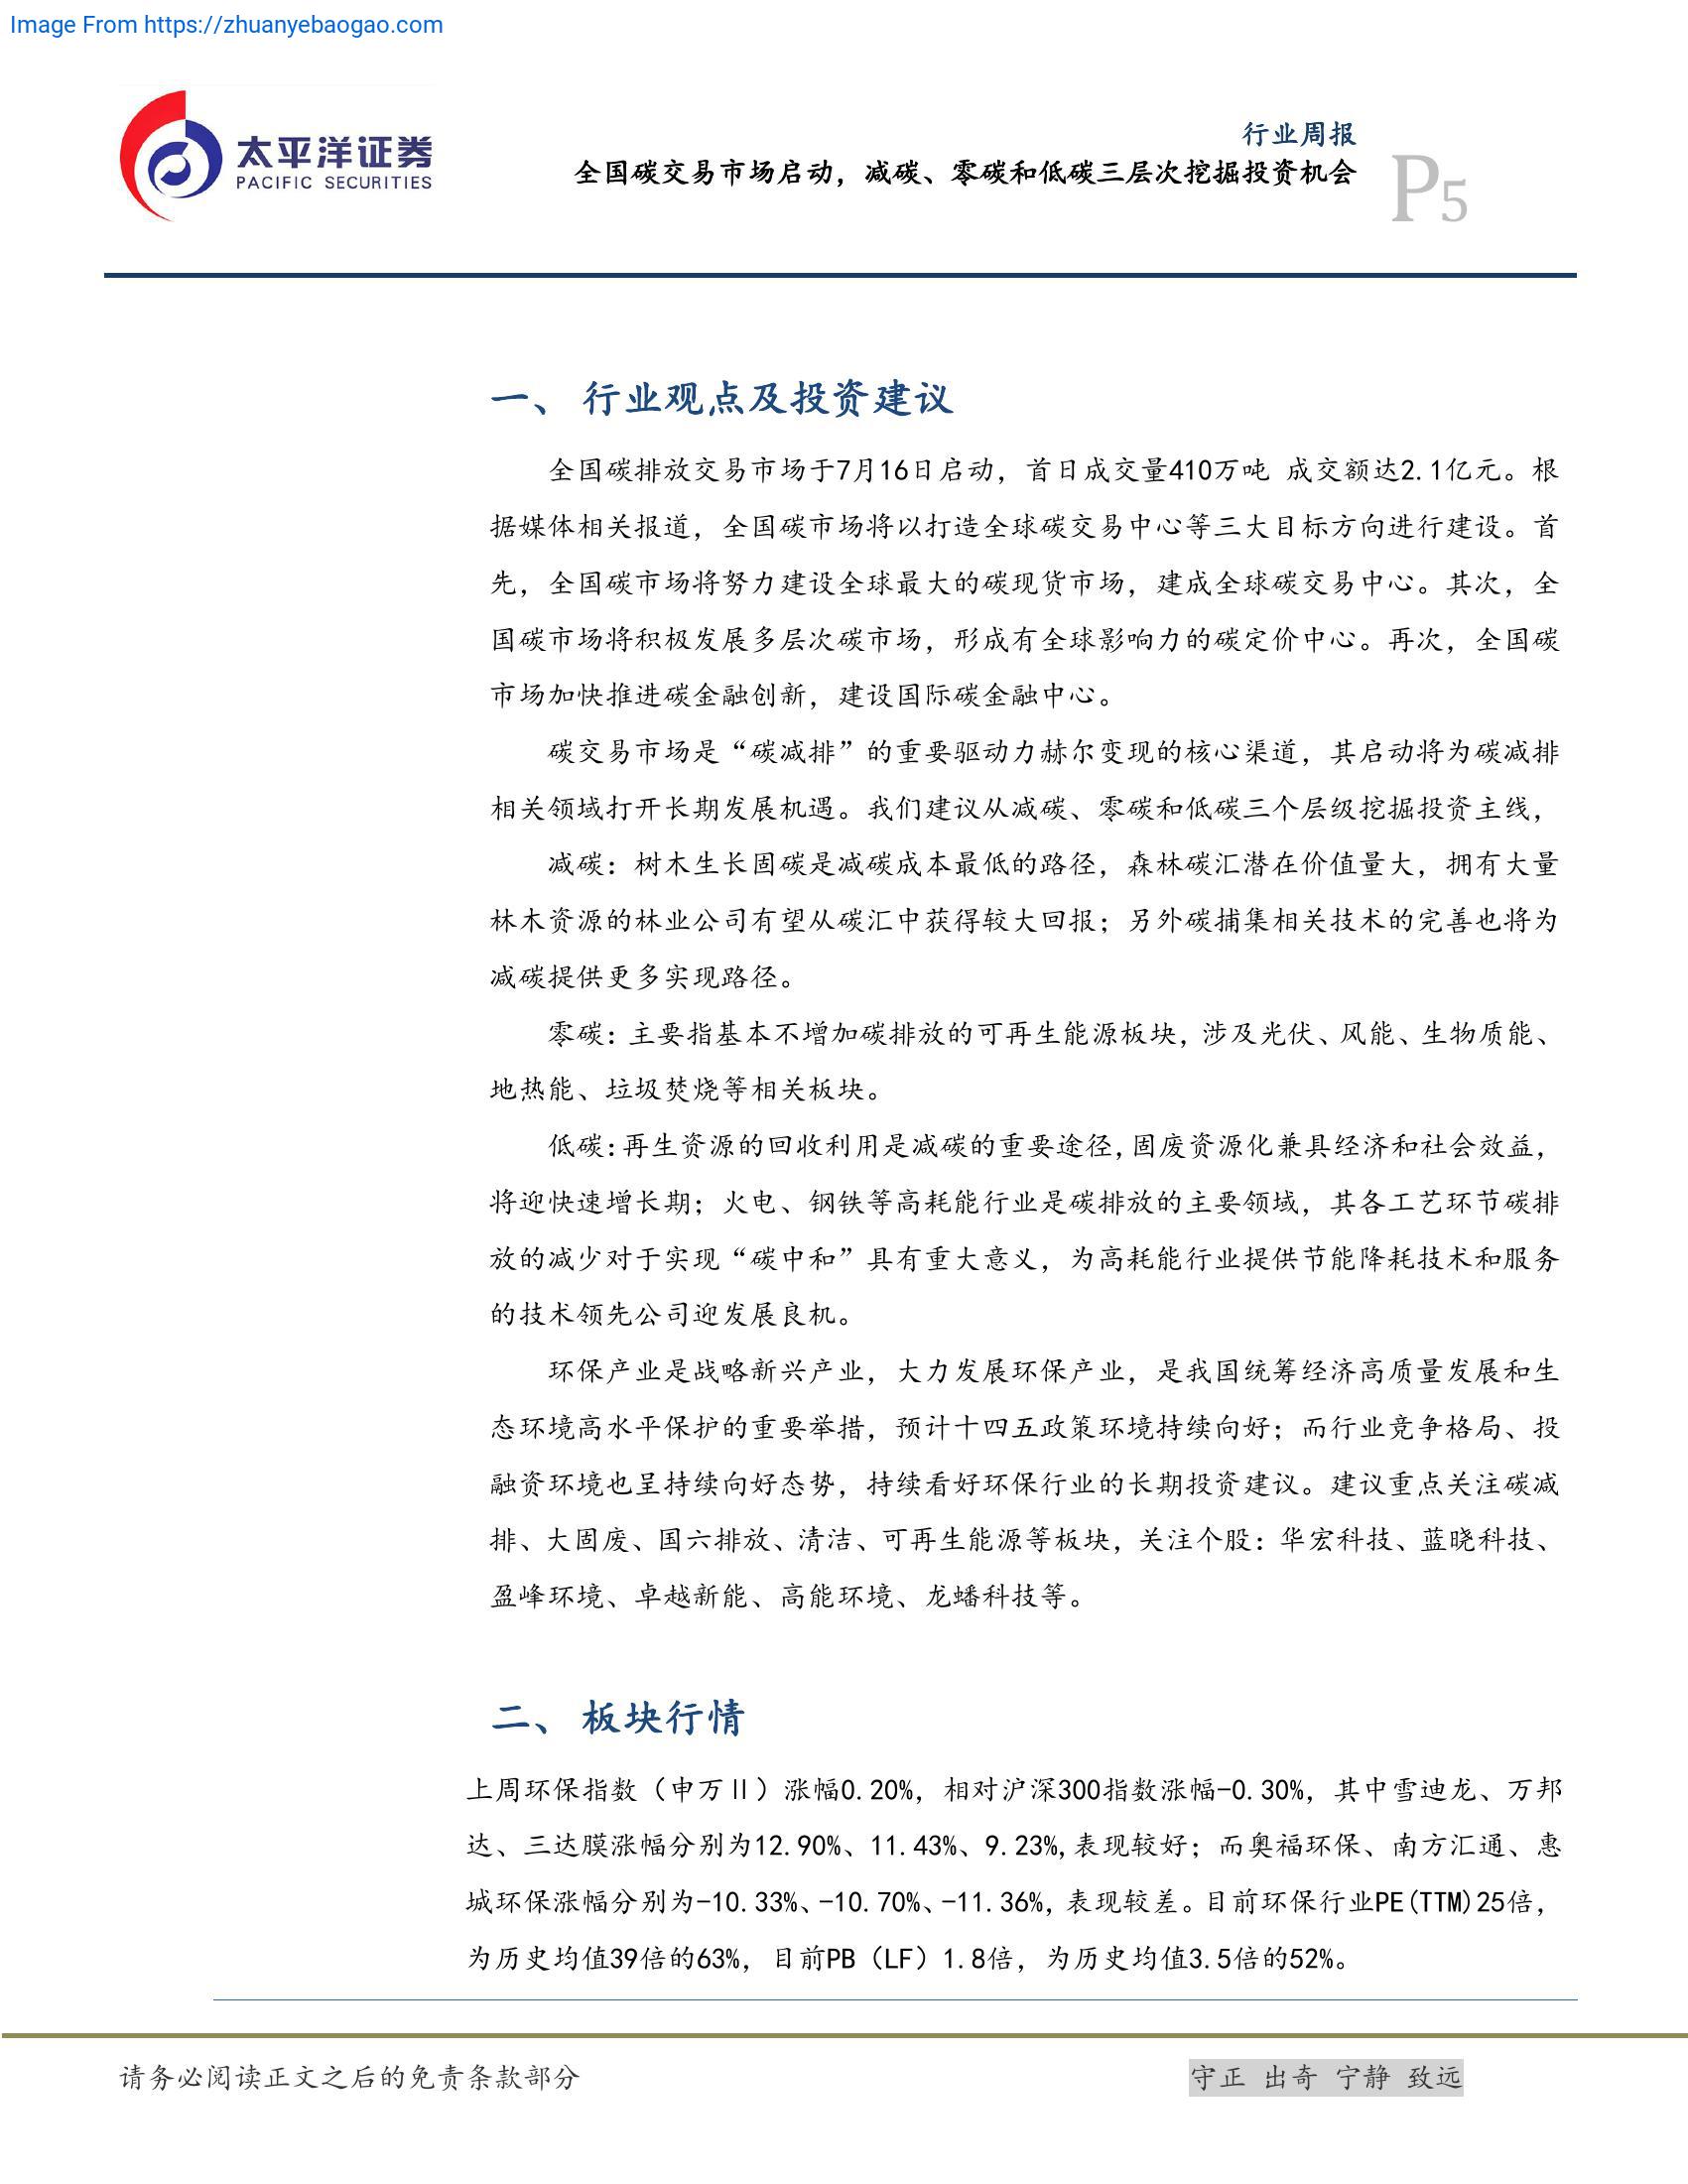 Image From https://zhuanyebaogao.com
太平洋证券
PACIFIC SECURITIES
行业周报
全国碳交易市场启动，减碳、零碳和低碳三层次挖掘投资机会
P5
一、 行业观点及投资建议
全国碳排放交易市场于7月16日启动，首日成交量410万吨 成交额达2.1亿元。根
据媒体相关报道，全国碳市场将以打造全球碳交易中心等三大目标方向进行建设。首
先，全国碳市场将努力建设全球最大的碳现货市场，建成全球碳交易中心。其次，全
国碳市场将积极发展多层次碳市场，形成有全球影响力的碳定价中心。再次，全国碳
市场加快推进碳金融创新，建设国际碳金融中心。
碳交易市场是“碳减排”的重要驱动力赫尔变现的核心渠道，其启动将为碳减排
相关领域打开长期发展机遇。我们建议从减碳、零碳和低碳三个层级挖掘投资主线，
减碳：树木生长固碳是减碳成本最低的路径，森林碳汇潜在价值量大，拥有大量
林木资源的林业公司有望从碳汇中获得较大回报；另外碳捕集相关技术的完善也将为
减碳提供更多实现路径。
零碳：主要指基本不增加碳排放的可再生能源板块，涉及光伏、风能、生物质能、
地热能、垃圾焚烧等相关板块。
低碳：再生资源的回收利用是减碳的重要途径，固废资源化兼具经济和社会效益，
将迎快速增长期；火电、钢铁等高耗能行业是碳排放的主要领域，其各工艺环节碳排
放的减少对于实现“碳中和”具有重大意义，为高耗能行业提供节能降耗技术和服务
的技术领先公司迎发展良机。
环保产业是战略新兴产业，大力发展环保产业，是我国统筹经济高质量发展和生
态环境高水平保护的重要举措，预计十四五政策环境持续向好；而行业竞争格局、投
融资环境也呈持续向好态势，持续看好环保行业的长期投资建议。建议重点关注碳减
排、大固废、国六排放、清洁、可再生能源等板块，关注个股：华宏科技、蓝晓科技、
盈峰环境、卓越新能、高能环境、龙蟠科技等。
二、 板块行情
上周环保指数（申万Ⅱ）涨幅0.20%，相对沪深300指数涨幅-0.30%，其中雪迪龙、万邦
达、三达膜涨幅分别为12.90%、11.43%、9.23%,表现较好；而奥福环保、南方汇通、惠
城环保涨幅分别为-10.33%、-10.70%、-11.36%，表现较差。目前环保行业PE(TTM)25倍，
为历史均值39倍的63%，目前PB（LF）1.8倍，为历史均值3.5倍的52%。
请务必阅读正文之后的免责条款部分
守正 出奇 宁静 致远